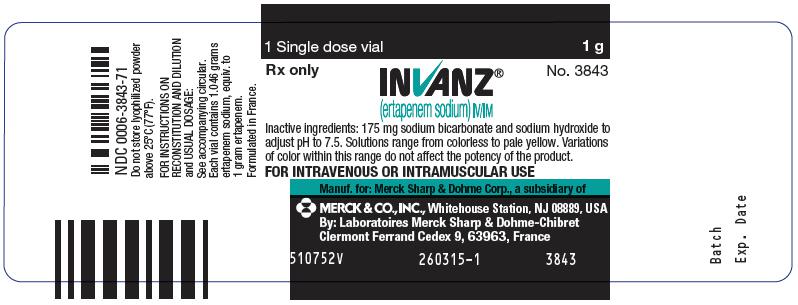 1 Single dose vial 1 g
Rx only No. 3843
INVANZ®
(ertapenem sodium) IV/IM
Inactive ingredients: 175 mg sodium bicarbonate and sodium hydroxide to
adjust pH to 7.5. Solutions range from colorless to pale yellow. Variations
of color within this range do not affect the potency of the product.
FOR INTRAVENOUS OR INTRAMUSCULAR USE
Manuf. for: Merck Sharp & Dohme Corp., a subsidiary of
MERCK & CO., INC., Whitehouse Station, NJ 08889, USA
By: Laboratoires Merck Sharp & Dohme-Chibret
Clermont Ferrand Cedex 9, 63963, France
510752V 260315-1 3843
NDC 0006-3843-71
Do not store lyophilized powder
above 25°C(77°F).
FOR INSTRUCTIONS ON
RECONSTITUTION AND DILUTION
and USUAL DOSAGE:
See accompanying circular.
Each vial contains 1.046 grams
ertapenem sodium, equiv. to
1 gram ertapenem.
Formulated in France.
Batch
Exp. Date